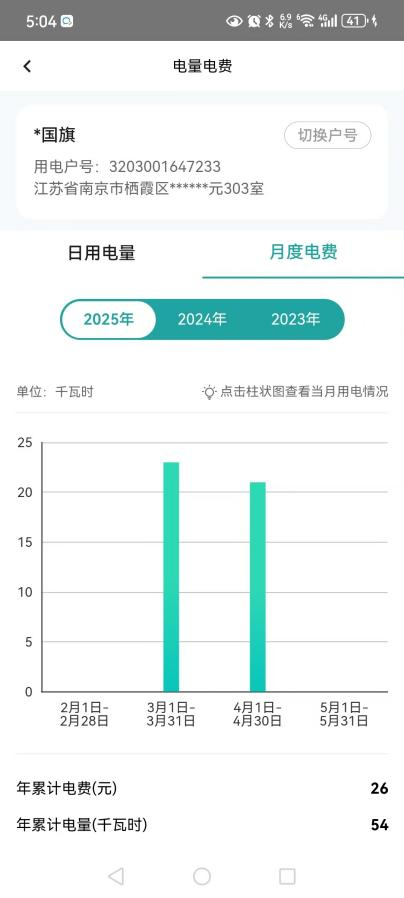 5:04
6.9 K/s 6 4G 41
电量电费
*国旗
切换户号
用电户号：3203001647233
江苏省南京市栖霞区******元303室
日用电量 月度电费
2025年 2024年 2023年
单位：千瓦时 点击柱状图查看当月用电情况
25
20
15
10
5
0
2月1日- 3月1日- 4月1日- 5月1日-
2月28日 3月31日 4月30日 5月31日
年累计电费(元) 26
年累计电量(千瓦时) 54